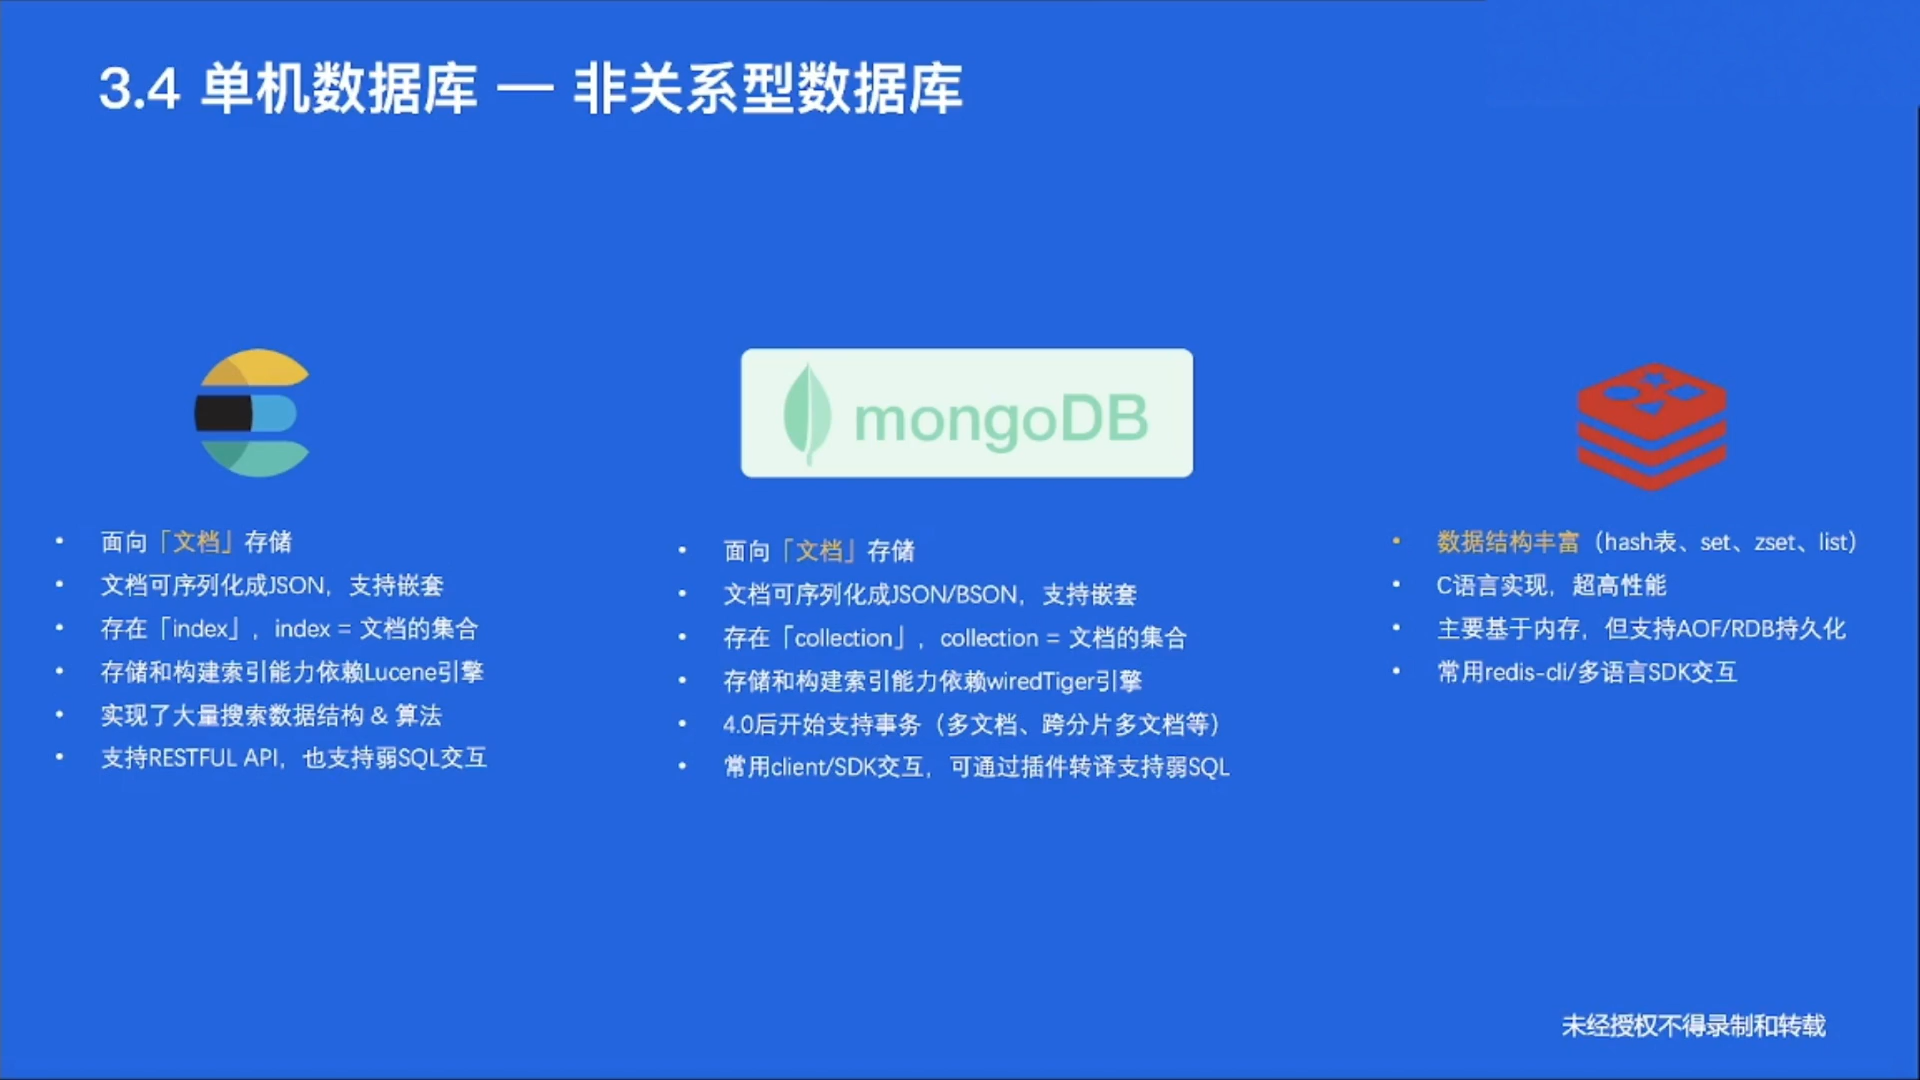 3.4 单机数据库 — 非关系型数据库
mongoDB
• 面向「文档」存储
• 文档可序列化成JSON，支持嵌套
• 存在「index」，index = 文档的集合
• 存储和构建索引能力依赖Lucene引擎
• 实现了大量搜索数据结构 & 算法
• 支持RESTFUL API，也支持弱SQL交互
• 面向「文档」存储
• 文档可序列化成JSON/BSON，支持嵌套
• 存在「collection」，collection = 文档的集合
• 存储和构建索引能力依赖wiredTiger引擎
• 4.0后开始支持事务（多文档、跨分片多文档等）
• 常用client/SDK交互，可通过插件转译支持弱SQL
• 数据结构丰富（hash表、set、zset、list）
• C语言实现，超高性能
• 主要基于内存，但支持AOF/RDB持久化
• 常用redis-cli/多语言SDK交互
未经授权不得录制和转载